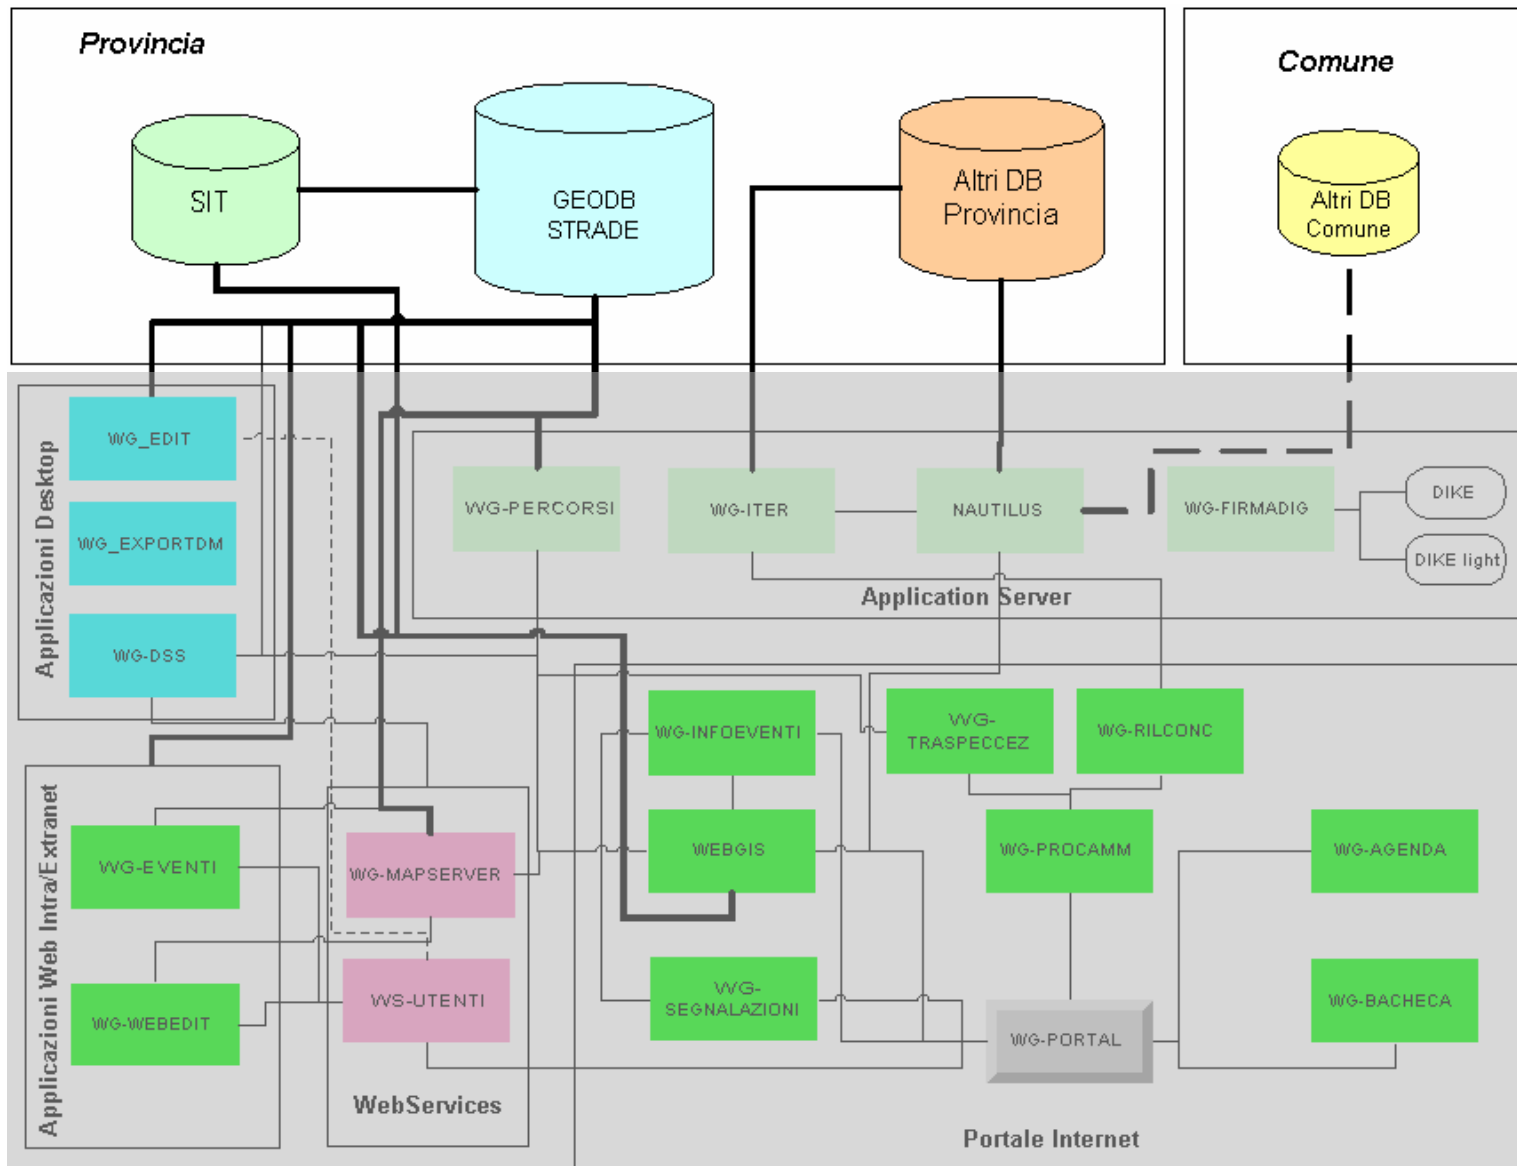 Provincia
Comune
SIT
GEODB
STRADE
Altri DB
Provincia
Altri DB
Comune
Applicazioni Desktop
WG_EDIT
WG_EXPORTDM
WG-DSS
WG-PERCORSI
WG-ITER
NAUTILUS
WG-FIRMADIG
DIKE
DIKE light
Application Server
Applicazioni Web Intra/Extranet
WG-EVENTI
WG-WEBEDIT
WG-MAPSERVER
WS-UTENTI
WebServices
WG-INFOEVENTI
WG-
TRASPECCEZ
WG-RILCONC
WEBGIS
WG-PROCAMM
WG-AGENDA
WG-
SEGNALAZIONI
WG-PORTAL
WG-BACHECA
Portale Internet